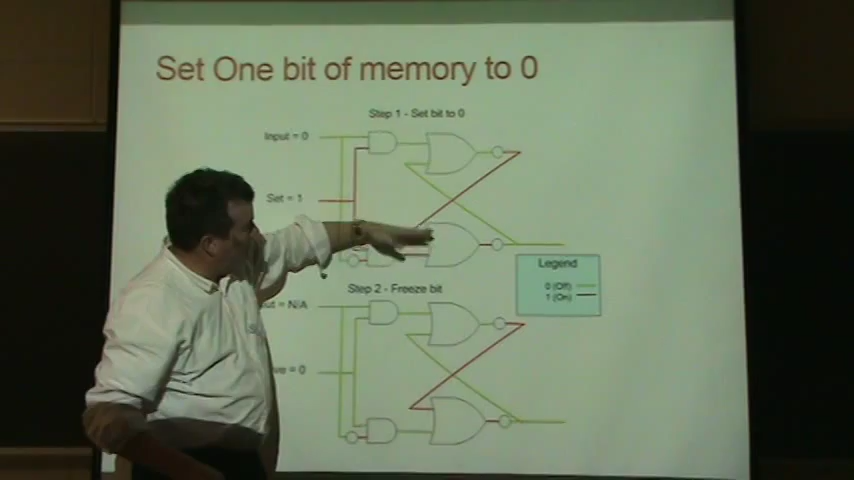 Set One bit of memory to 0
Step 1 - Set bit to 0
Input = 0
Set = 1
Legend
0 (Off)
1 (On)
Step 2 - Freeze bit
= N/A
= 0